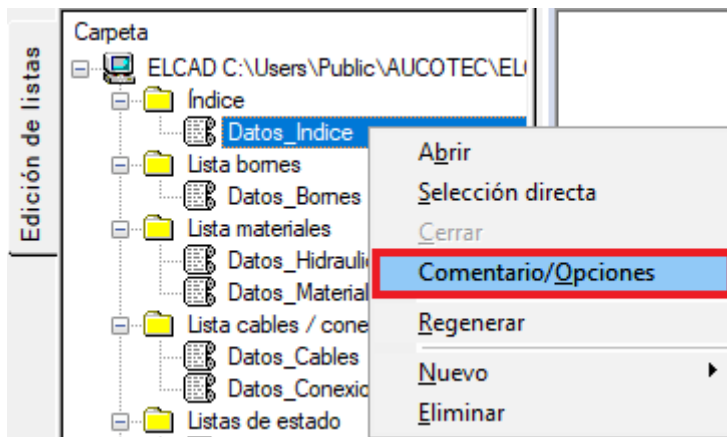 Edición de listas
Carpeta
ELCAD C:\Users\Public\AUCOTEC\EL
Índice
Datos_Indice
Lista bornes
Datos_Bornes
Lista materiales
Datos_Hidrauli
Datos_Material
Lista cables / cone
Datos_Cables
Datos_Conexio
Listas de estado
Abrir
Selección directa
Cerrar
Comentario/Opciones
Regenerar
Nuevo
Eliminar